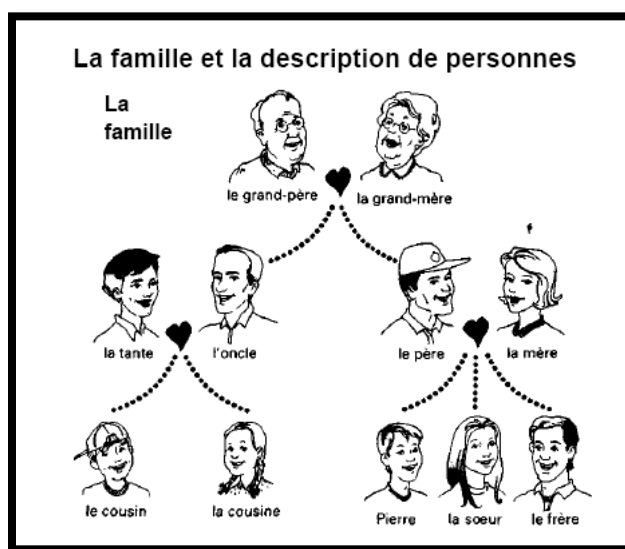 La famille et la description de personnes
La
famille
le grand-père
la grand-mère
la tante
l'oncle
le père
la mère
le cousin
la cousine
Pierre
la soeur
le frère